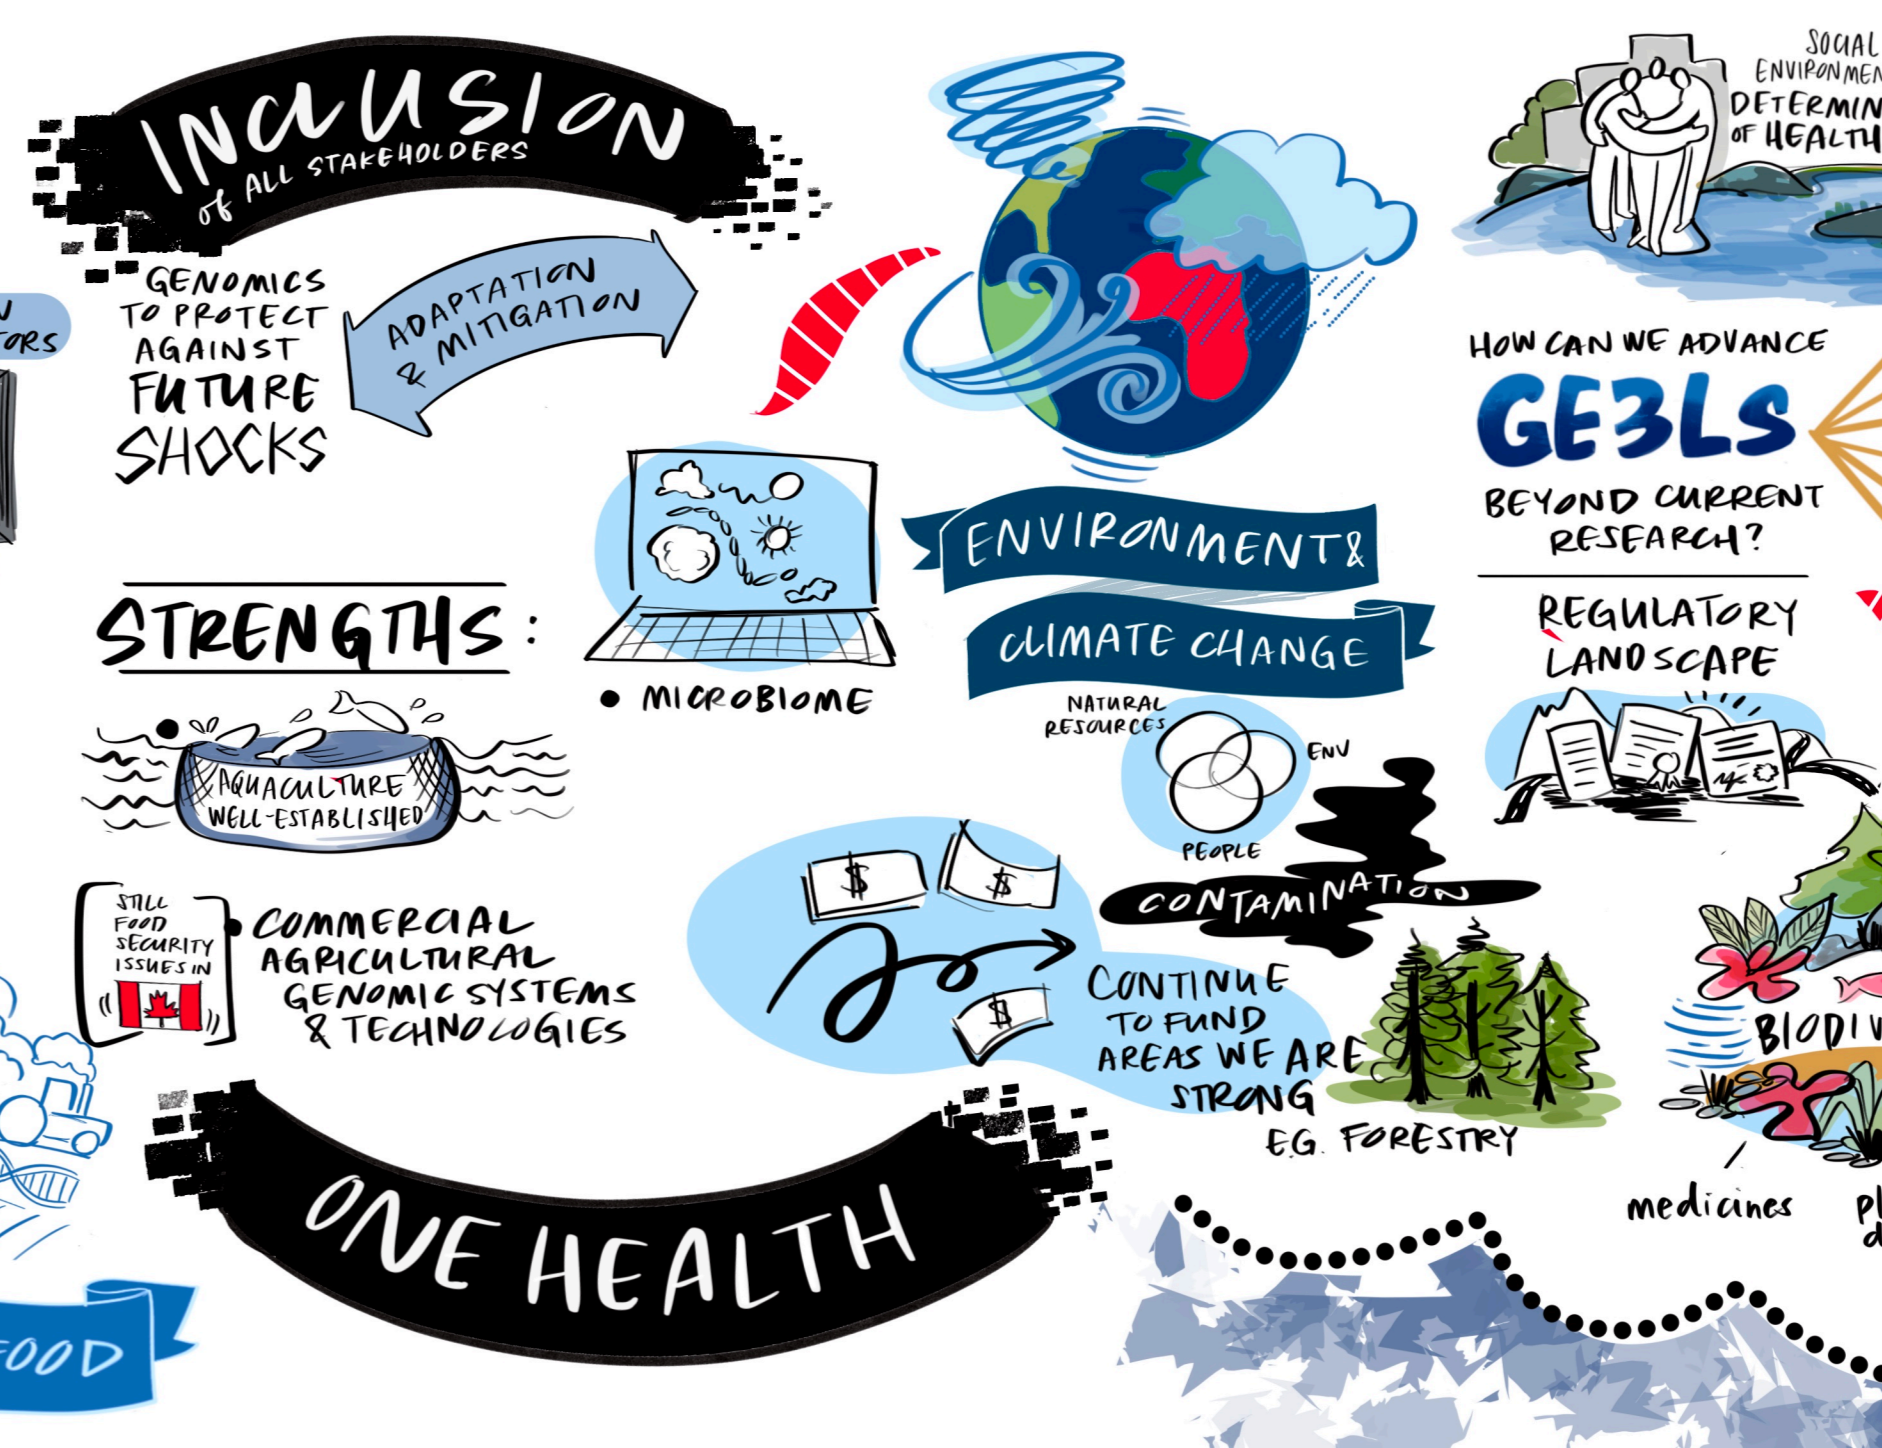 INCLUSION
of ALL STAKEHOLDERS
GENOMICS
TO PROTECT
AGAINST
FUTURE
SHOCKS
ADAPTATION
& MITIGATION
STRENGTHS:
• MICROBIOME
AQUACULTURE
WELL-ESTABLISHED
STILL
FOOD
SECURITY
ISSUES IN
• COMMERCIAL
AGRICULTURAL
GENOMIC SYSTEMS
& TECHNOLOGIES
ONE HEALTH
FOOD
ENVIRONMENT &
CLIMATE CHANGE
NATURAL
RESOURCES
ENV
PEOPLE
CONTAMINATION
$
$
$
CONTINUE
TO FUND
AREAS WE ARE
STRONG
E.G. FORESTRY
SOCIAL
OF HEALTH
HOW CAN WE ADVANCE
GE3LS
BEYOND CURRENT
RESEARCH?
REGULATORY
LANDSCAPE
medicines